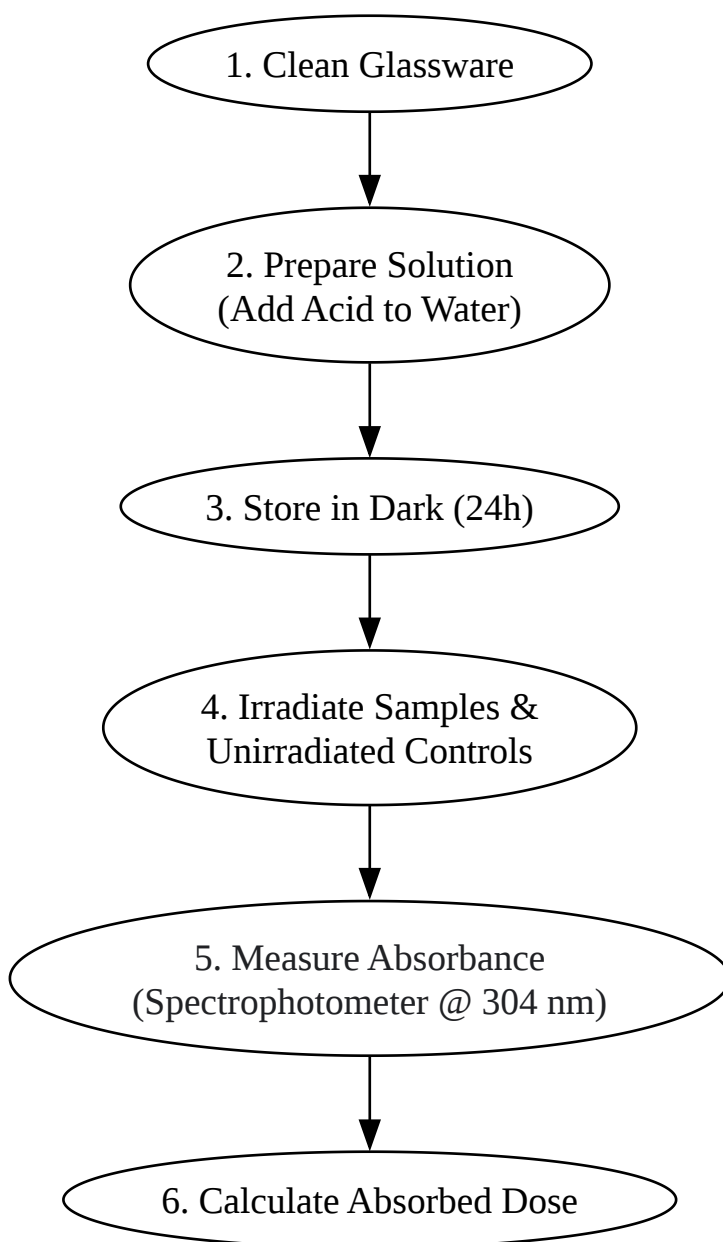 1. Clean Glassware
2. Prepare Solution
(Add Acid to Water)
3. Store in Dark (24h)
4. Irradiate Samples &
Unirradiated Controls
5. Measure Absorbance
(Spectrophotometer @ 304 nm)
6. Calculate Absorbed Dose